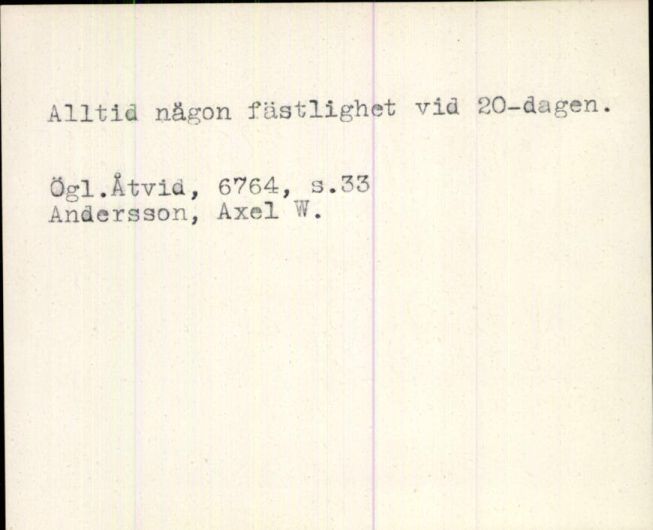 Alltid någon fästlighet vid 20-dagen.
Ögl.Åtvid, 6764, s.33
Andersson, Axel W.